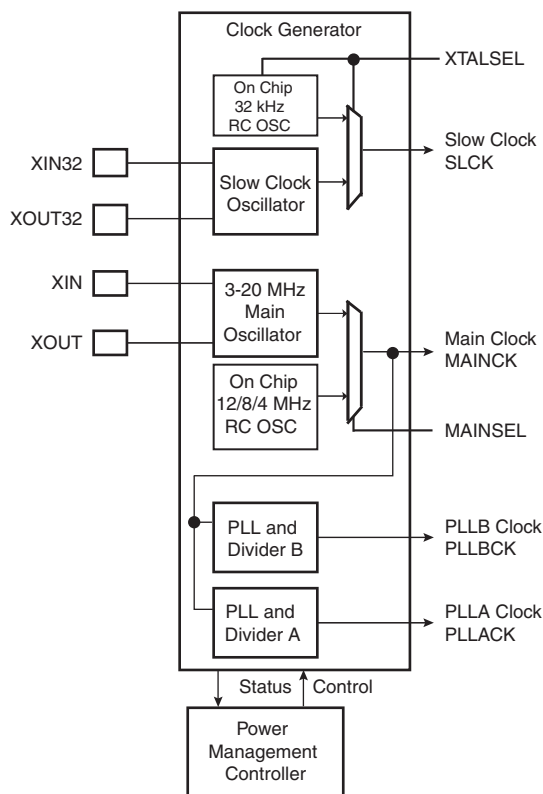 Clock Generator
XTALSEL
On Chip
32 kHz
RC OSC
Slow Clock
SLCK
XIN32
Slow Clock
Oscillator
XOUT32
XIN
3-20 MHz
Main
Oscillator
XOUT
Main Clock
MAINCK
On Chip
12/8/4 MHz
RC OSC
MAINSEL
PLL and
Divider B
PLLB Clock
PLLBCK
PLL and
Divider A
PLLA Clock
PLLACK
Status
Control
Power
Management
Controller